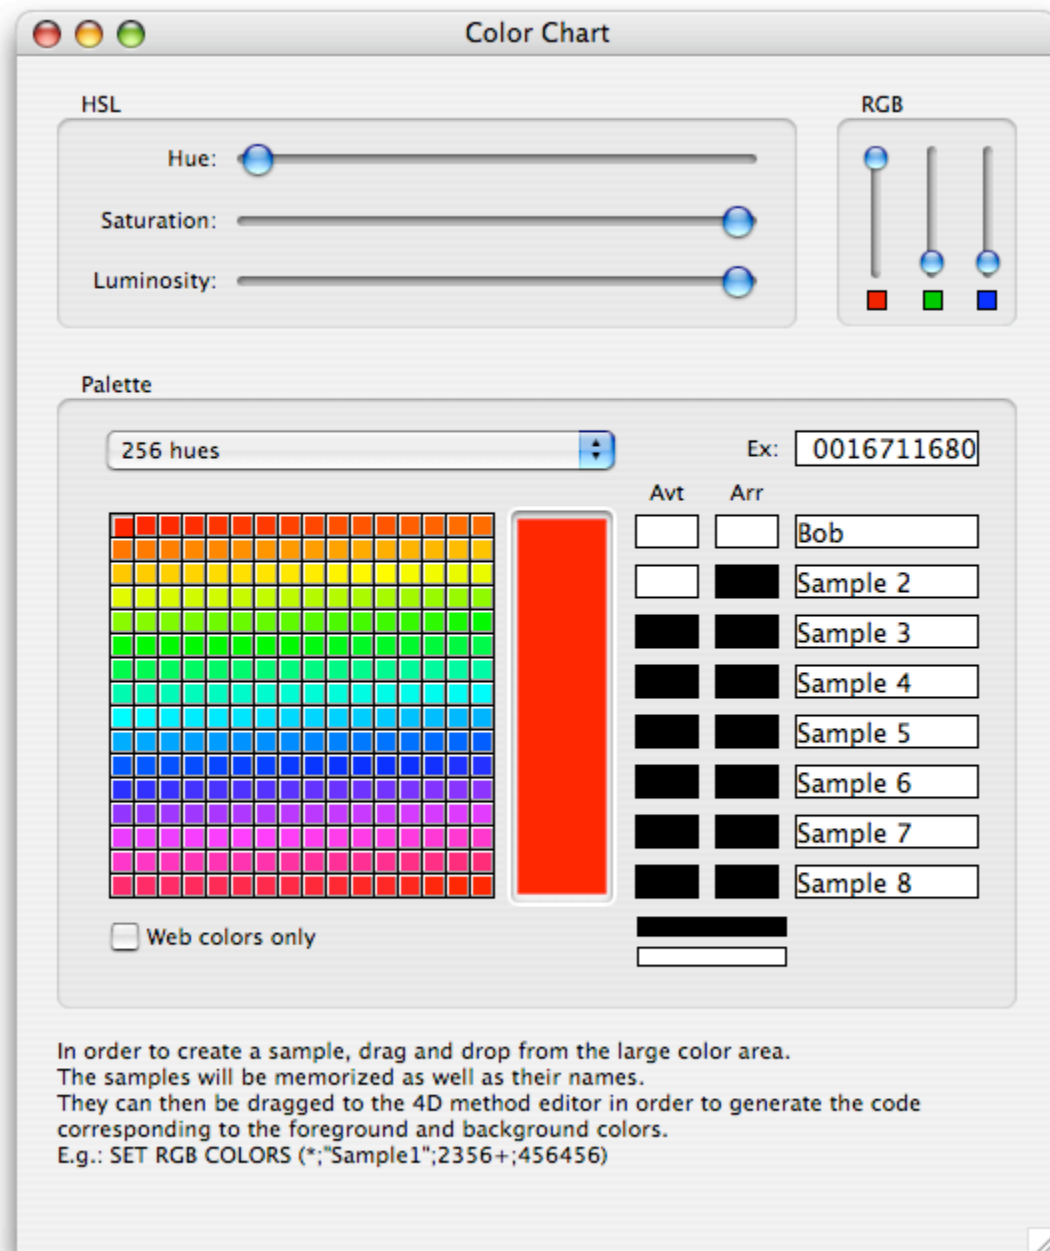 Color Chart
HSL
RGB
Hue:
Saturation:
Luminosity:
Palette
256 hues
Ex: 0016711680
Avt Arr
Bob
Sample 2
Sample 3
Sample 4
Sample 5
Sample 6
Sample 7
Sample 8
Web colors only
In order to create a sample, drag and drop from the large color area.
The samples will be memorized as well as their names.
They can then be dragged to the 4D method editor in order to generate the code
corresponding to the foreground and background colors.
E.g.: SET RGB COLORS (*;"Sample1";2356+;456456)